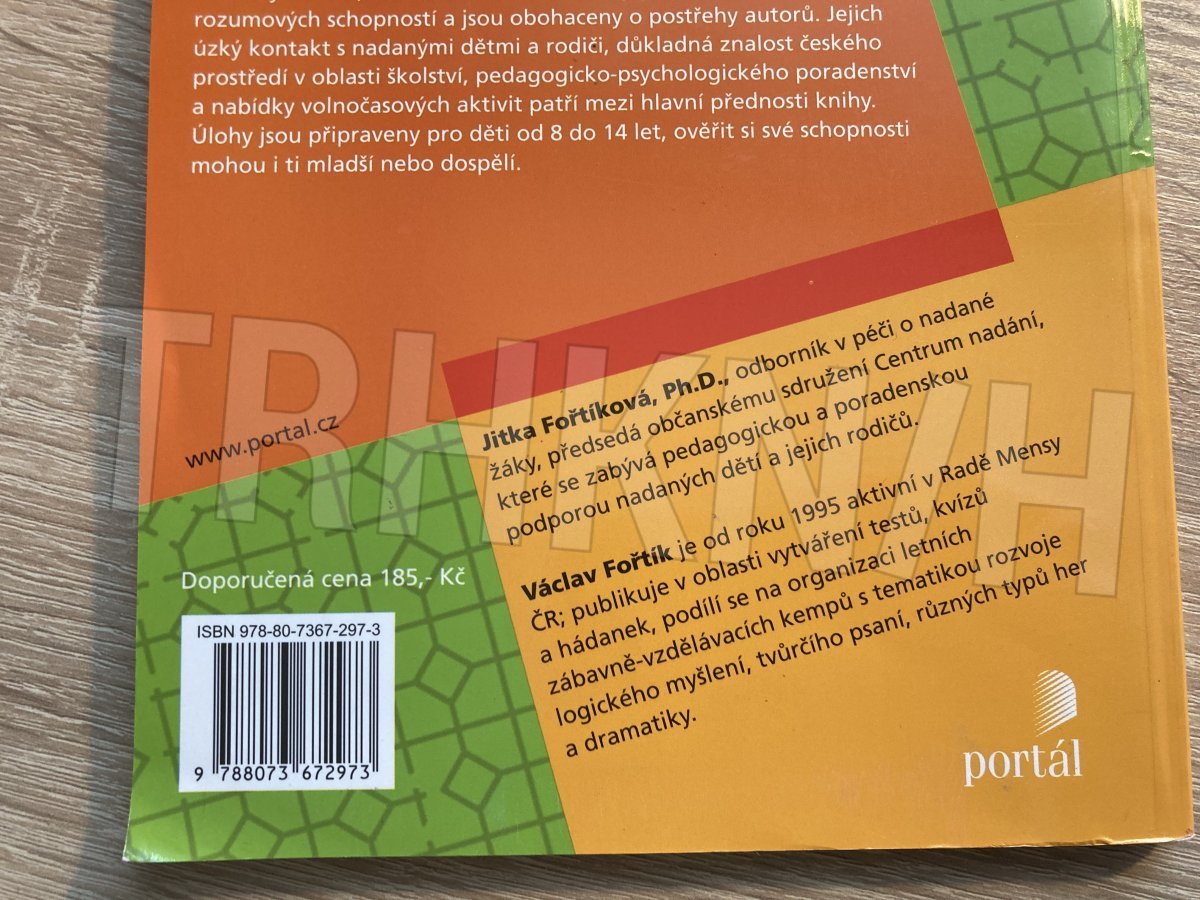 rozumových schopností a jsou obohaceny o postřehy autorů. Jejich
úzký kontakt s nadanými dětmi a rodiči, důkladná znalost českého
prostředí v oblasti školství, pedagogicko-psychologického poradenství
a nabídky volnočasových aktivit patří mezi hlavní přednosti knihy.
Úlohy jsou připraveny pro děti od 8 do 14 let, ověřit si své schopnosti
mohou i ti mladší nebo dospělí.
www.portal.cz
Jitka Fořtíková, Ph.D., odborník v péči o nadané
žáky, předsedá občanskému sdružení Centrum nadání,
které se zabývá pedagogickou a poradenskou
podporou nadaných dětí a jejich rodičů.
Václav Fořtík je od roku 1995 aktivní v Radě Mensy
ČR; publikuje v oblasti vytváření testů, kvízů
a hádanek, podílí se na organizaci letních
zábavně-vzdělávacích kempů s tematikou rozvoje
logického myšlení, tvůrčího psaní, různých typů her
a dramatiky.
Doporučená cena 185,- Kč
ISBN 978-80-7367-297-3
9 788073 672973
portál
TRHKNIH